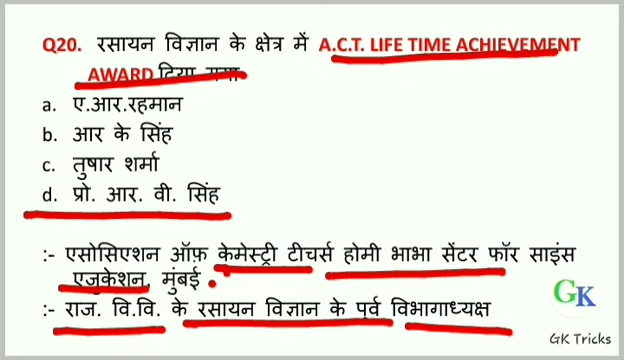 Q20. रसायन विज्ञान के क्षेत्र में A.C.T. LIFE TIME ACHIEVEMENT
AWARD दिया गया
a. ए.आर.रहमान
b. आर के सिंह
c. तुषार शर्मा
d. प्रो. आर. वी. सिंह
:- एसोसिएशन ऑफ़ केमेस्ट्री टीचर्स होमी भाभा सेंटर फॉर साइंस
एजुकेशन, मुंबई
:- राज. वि.वि. के रसायन विज्ञान के पूर्व विभागाध्यक्ष
GK
GK Tricks